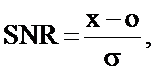 SNR = x − o / σ ,